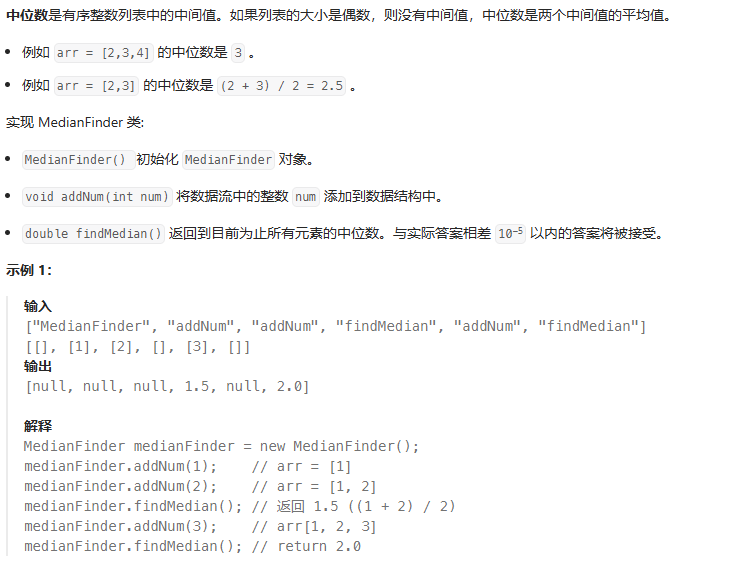 中位数是有序整数列表中的中间值。如果列表的大小是偶数，则没有中间值，中位数是两个中间值的平均值。
• 例如 arr = [2,3,4] 的中位数是 3 。
• 例如 arr = [2,3] 的中位数是 (2 + 3) / 2 = 2.5 。
实现 MedianFinder 类:
• MedianFinder() 初始化 MedianFinder 对象。
• void addNum(int num) 将数据流中的整数 num 添加到数据结构中。
• double findMedian() 返回到目前为止所有元素的中位数。与实际答案相差 10⁻⁵ 以内的答案将被接受。
示例 1：
输入
["MedianFinder", "addNum", "addNum", "findMedian", "addNum", "findMedian"]
[[], [1], [2], [], [3], []]
输出
[null, null, null, 1.5, null, 2.0]
解释
MedianFinder medianFinder = new MedianFinder();
medianFinder.addNum(1);    // arr = [1]
medianFinder.addNum(2);    // arr = [1, 2]
medianFinder.findMedian(); // 返回 1.5 ((1 + 2) / 2)
medianFinder.addNum(3);    // arr[1, 2, 3]
medianFinder.findMedian(); // return 2.0